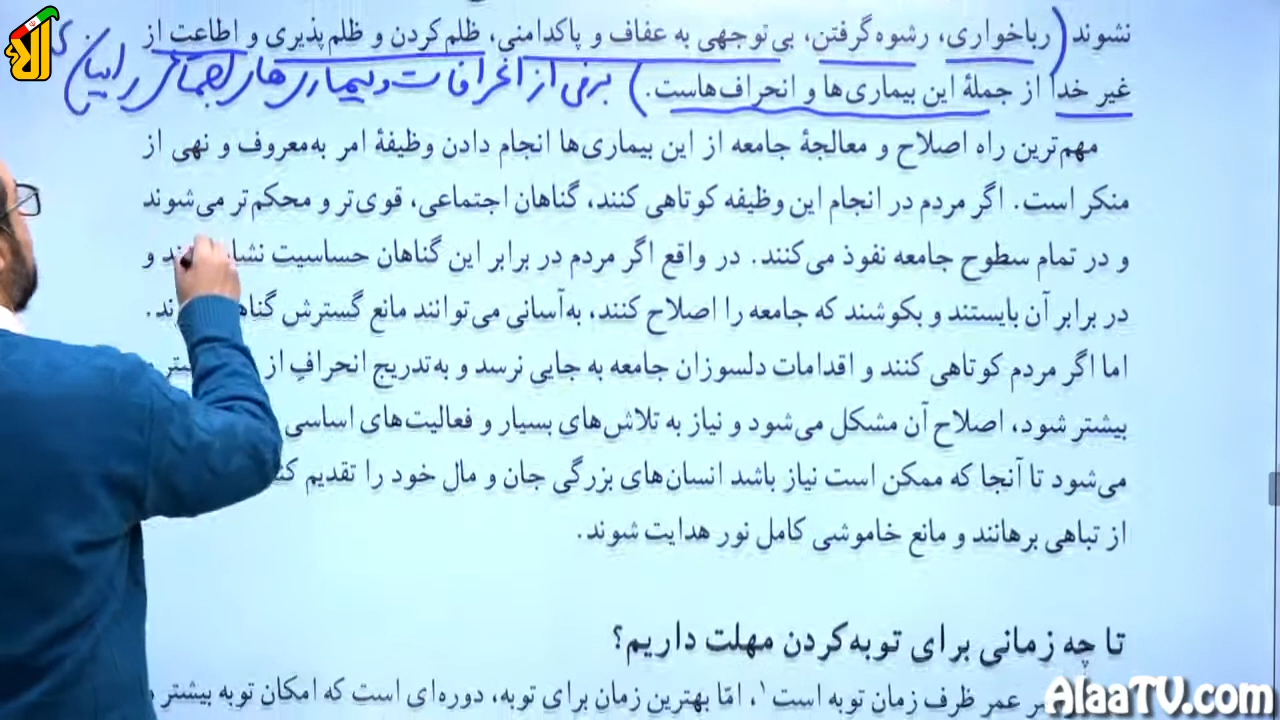 نشوند (رباخواری، رشوه‌گرفتن، بی‌توجهی به عفاف و پاکدامنی، ظلم‌کردن و ظلم‌پذیری و اطاعت از
غیر خدا از جملهٔ این بیماری‌ها و انحراف‌هاست.) برخی از انحرافات و بیماری‌های اجتماعی را بیان
مهم‌ترین راه اصلاح و معالجهٔ جامعه از این بیماری‌ها انجام دادن وظیفهٔ امر به‌معروف و نهی از
منکر است. اگر مردم در انجام این وظیفه کوتاهی کنند، گناهان اجتماعی، قوی‌تر و محکم‌تر می‌شوند
و در تمام سطوح جامعه نفوذ می‌کنند. در واقع اگر مردم در برابر این گناهان حساسیت و
در برابر آن بایستند و بکوشند که جامعه را اصلاح کنند، به‌آسانی می‌توانند مانع گسترش
اما اگر مردم کوتاهی کنند و اقدامات دلسوزان جامعه به جایی نرسد و به‌تدریج انحرافِ از
بیشتر شود، اصلاح آن مشکل می‌شود و نیاز به تلاش‌های بسیار و فعالیت‌های اساسی
می‌شود تا آنجا که ممکن است نیاز باشد انسان‌های بزرگی جان و مال خود را تقدیم
از تباهی برهانند و مانع خاموشی کامل نور هدایت شوند.
تا چه زمانی برای توبه‌کردن مهلت داریم؟
عمر ظرف زمان توبه است۱، امّا بهترین زمان برای توبه، دوره‌ای است که امکان توبه بیشتر
AlaaTV.com